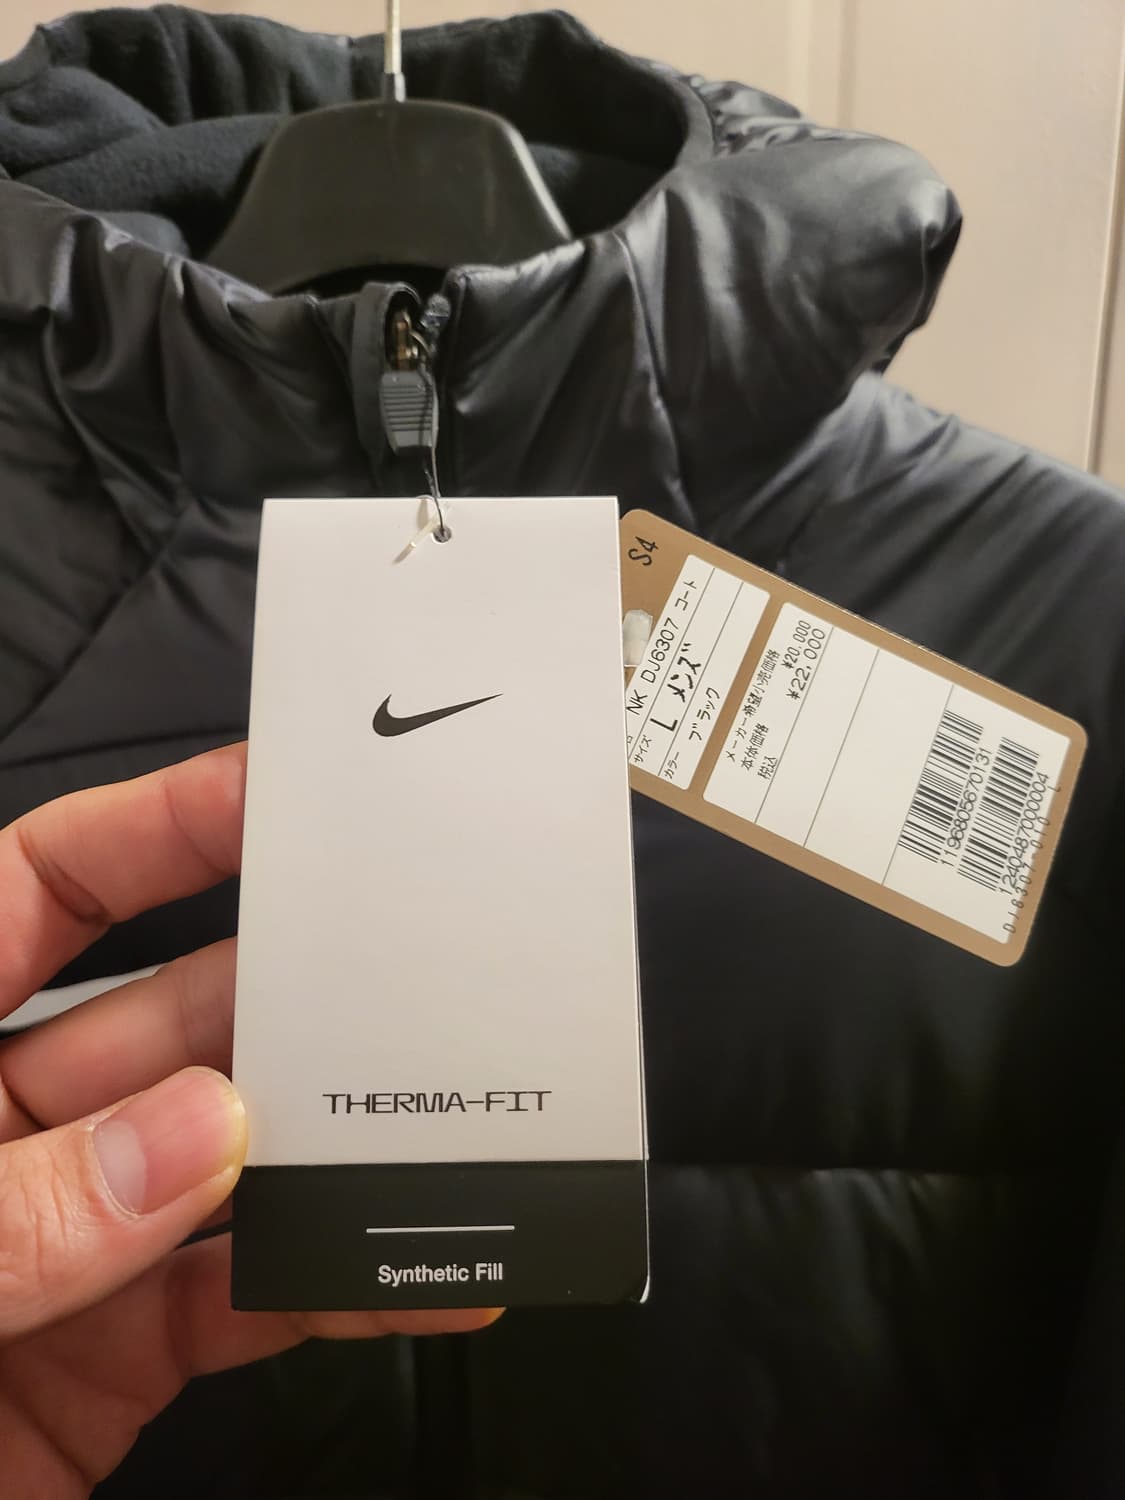 THERMA-FIT
Synthetic Fill
S4
NK DJ6307 コート
サイズ L メンズ
カラー ブラック
メーカー希望小売価格
本体価格 ¥20,000
税込 ¥22,000
1196805670131
1240487000004